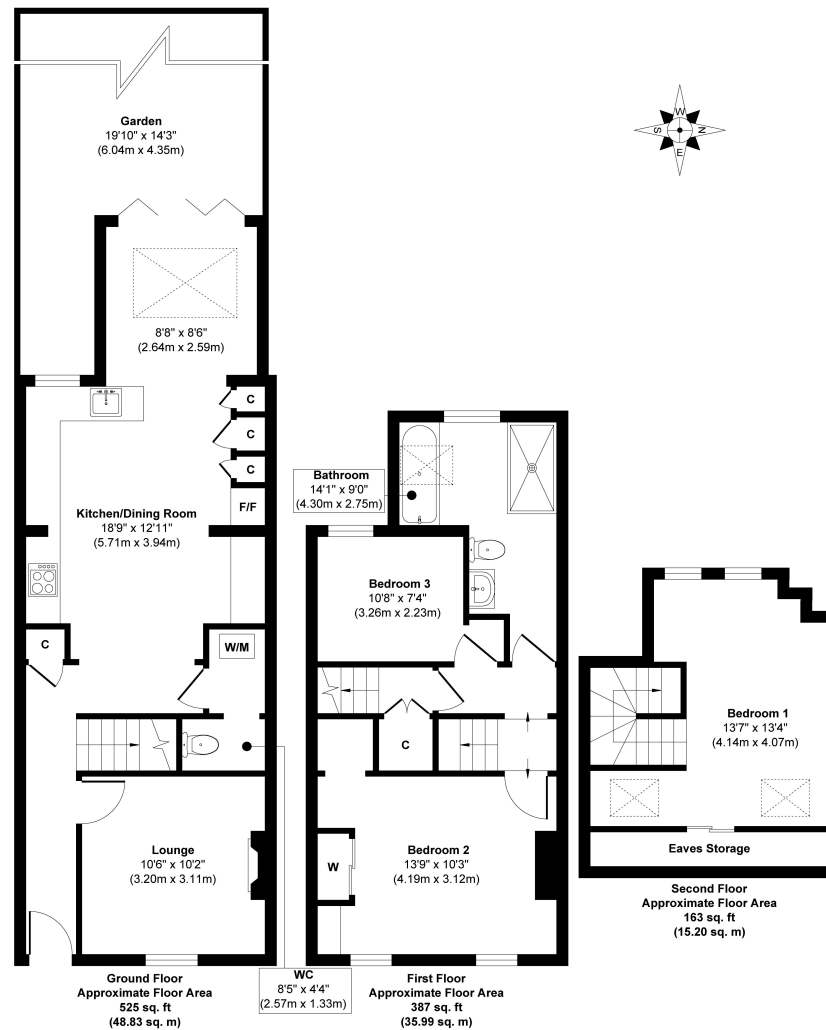 Garden
19'10" x 14'3"
(6.04m x 4.35m)
W
S
N
E
8'8" x 8'6"
(2.64m x 2.59m)
C
C
C
F/F
Kitchen/Dining Room
18'9" x 12'11"
(5.71m x 3.94m)
C
W/M
Lounge
10'6" x 10'2"
(3.20m x 3.11m)
Ground Floor
Approximate Floor Area
525 sq. ft
(48.83 sq. m)
WC
8'5" x 4'4"
(2.57m x 1.33m)
Bathroom
14'1" x 9'0"
(4.30m x 2.75m)
Bedroom 3
10'8" x 7'4"
(3.26m x 2.23m)
C
W
Bedroom 2
13'9" x 10'3"
(4.19m x 3.12m)
First Floor
Approximate Floor Area
387 sq. ft
(35.99 sq. m)
Bedroom 1
13'7" x 13'4"
(4.14m x 4.07m)
Eaves Storage
Second Floor
Approximate Floor Area
163 sq. ft
(15.20 sq. m)